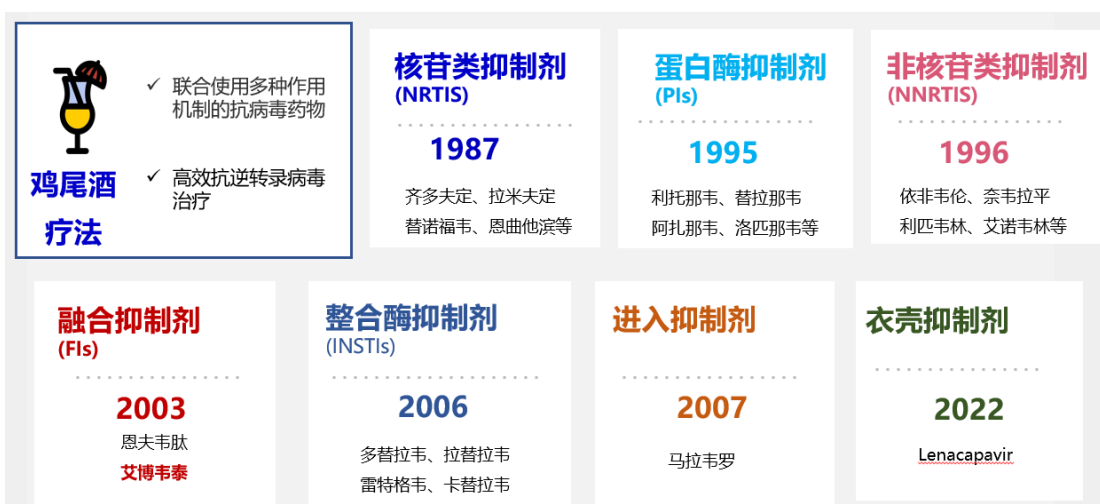 鸡尾酒
疗法
✓ 联合使用多种作用
机制的抗病毒药物
✓ 高效抗逆转录病毒
治疗
核苷类抑制剂
(NRTIS)
1987
齐多夫定、拉米夫定
替诺福韦、恩曲他滨等
蛋白酶抑制剂
(PIs)
1995
利托那韦、替拉那韦
阿扎那韦、洛匹那韦等
非核苷类抑制剂
(NNRTIS)
1996
依非韦伦、奈韦拉平
利匹韦林、艾诺韦林等
融合抑制剂
(FIs)
2003
恩夫韦肽
艾博韦泰
整合酶抑制剂
(INSTIs)
2006
多替拉韦、拉替拉韦
雷特格韦、卡替拉韦
进入抑制剂
2007
马拉韦罗
衣壳抑制剂
2022
Lenacapavir